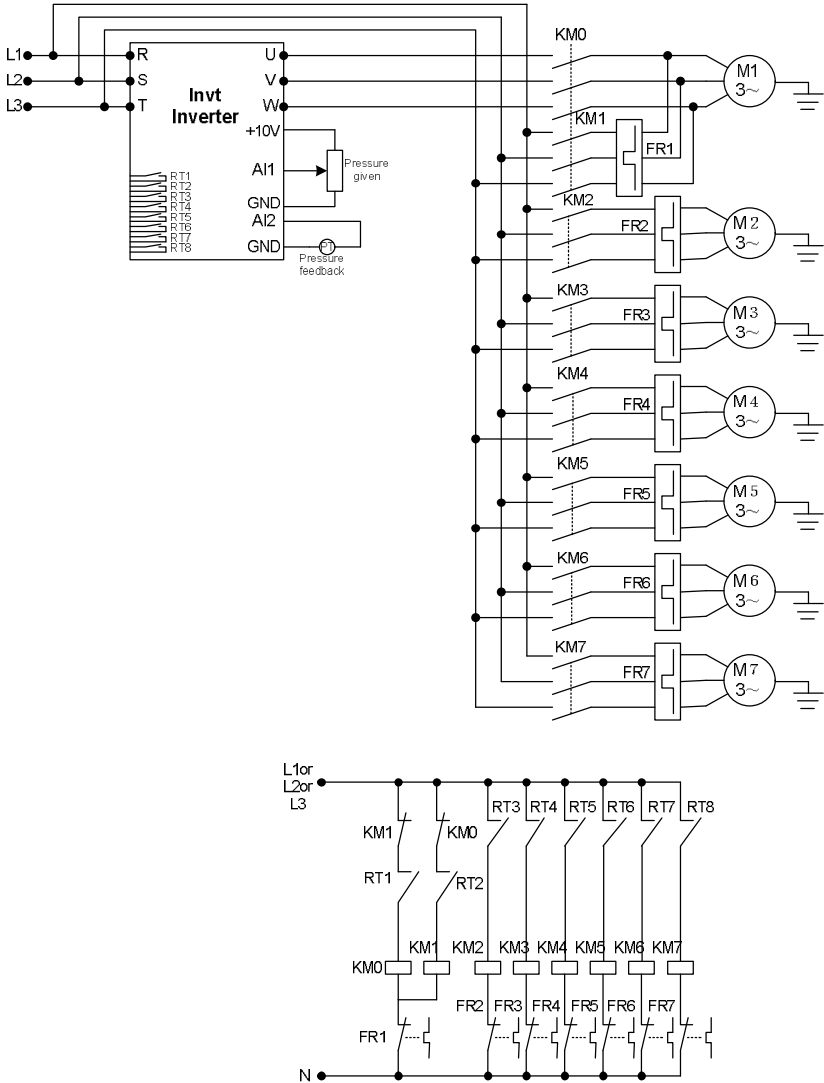 KM0
L1
R
U
M1
3~
L2
S
V
L3
T
W
Invt
Inverter
KM1
+10V
FR1
AI1
Pressure
given
RT1
RT2
RT3
RT4
RT5
RT6
RT7
RT8
GND
AI2
GND
PT
Pressure
feedback
KM2
FR2
M2
3~
KM3
FR3
M3
3~
KM4
FR4
M4
3~
KM5
FR5
M5
3~
KM6
FR6
M6
3~
KM7
FR7
M7
3~
L1or
L2or
L3
KM1
KM0
RT3
RT4
RT5
RT6
RT7
RT8
RT1
RT2
KM0
KM1
KM2
KM3
KM4
KM5
KM6
KM7
FR1
FR2
FR3
FR4
FR5
FR6
FR7
N